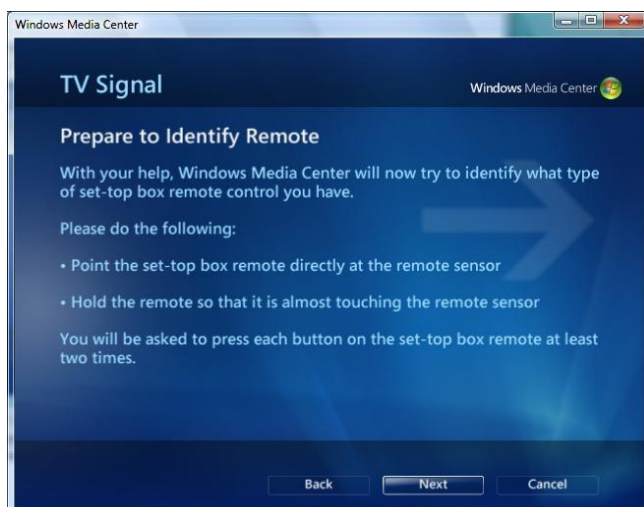 Windows Media Center
TV Signal
Windows Media Center
Prepare to Identify Remote
With your help, Windows Media Center will now try to identify what type
of set-top box remote control you have.
Please do the following:
• Point the set-top box remote directly at the remote sensor
• Hold the remote so that it is almost touching the remote sensor
You will be asked to press each button on the set-top box remote at least
two times.
Back Next Cancel